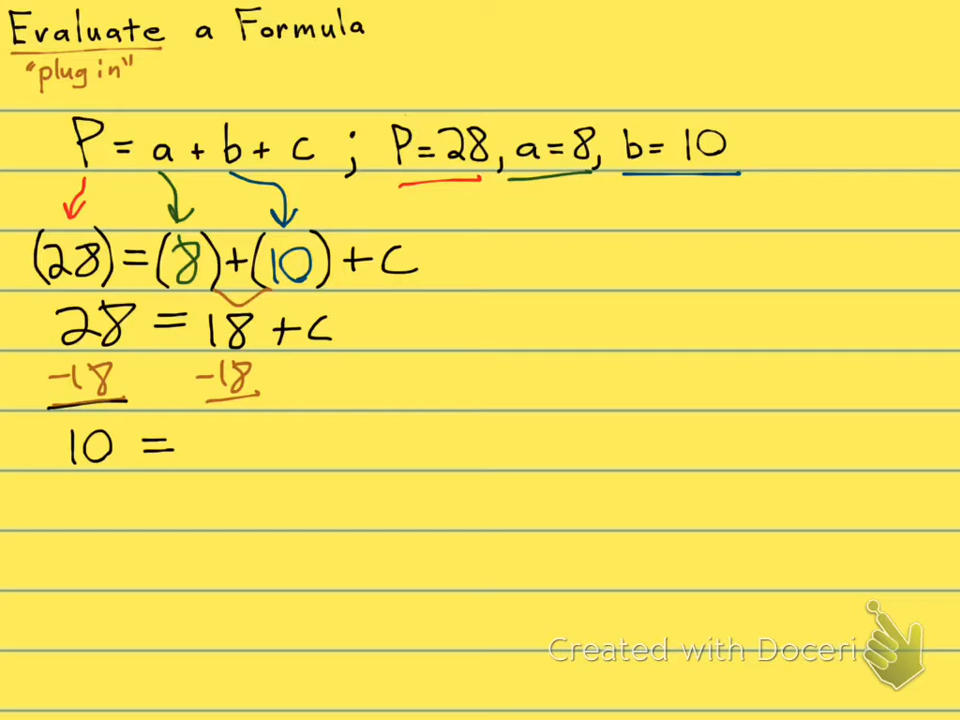 Evaluate a Formula
"plug in"
P = a + b + c ; P = 28, a = 8, b = 10
(28) = (8) + (10) + c
28 = 18 + c
-18 -18
10 =
Created with Doceri